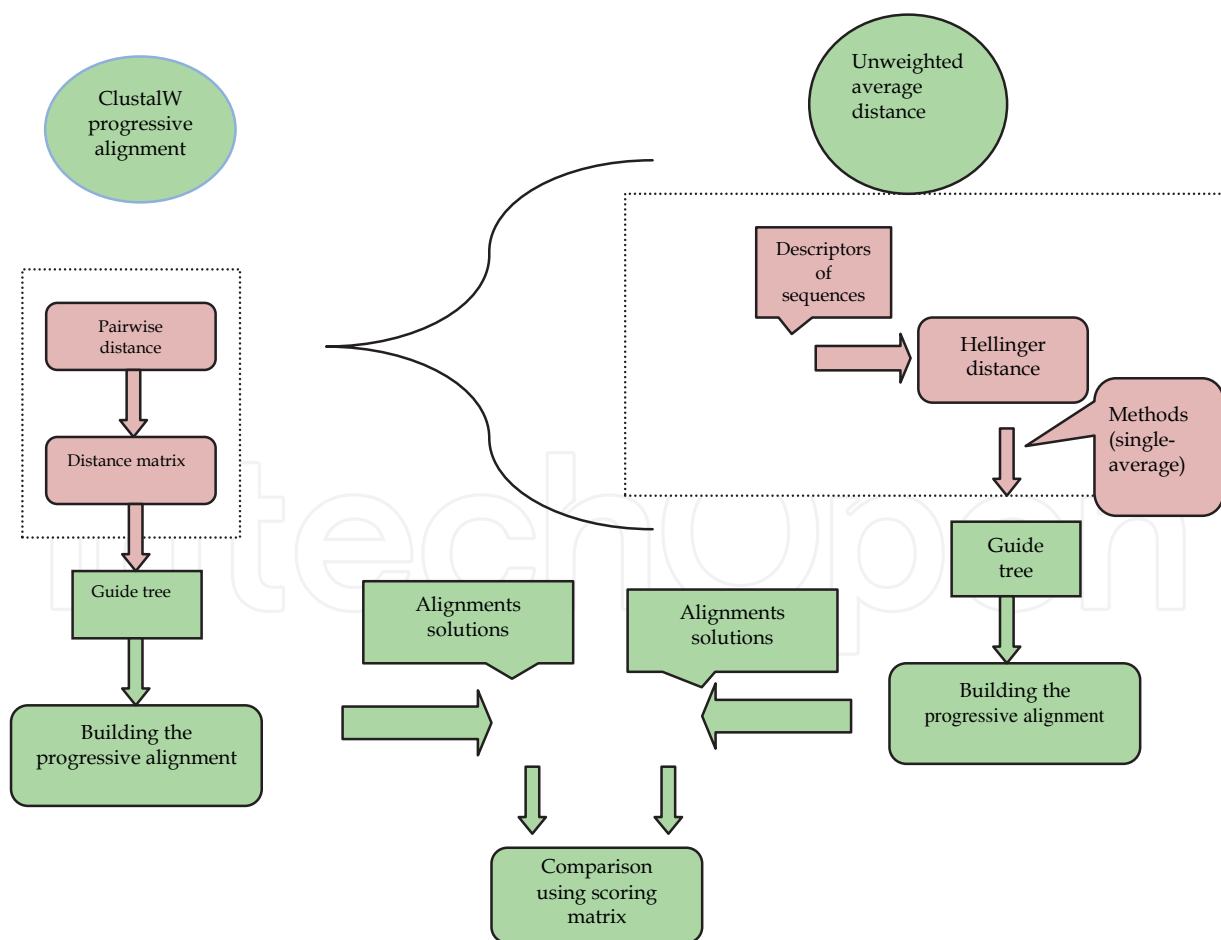 ClustalW
progressive
alignment
Unweighted
average
distance
Descriptors
of
sequences
Pairwise
distance
Hellinger
distance
Methods
(single-
average)
Distance matrix
IntechOpen
Guide tree
Guide
tree
Alignments
solutions
Alignments
solutions
Building the
progressive alignment
Building the
progressive alignment
Comparison
using scoring
matrix